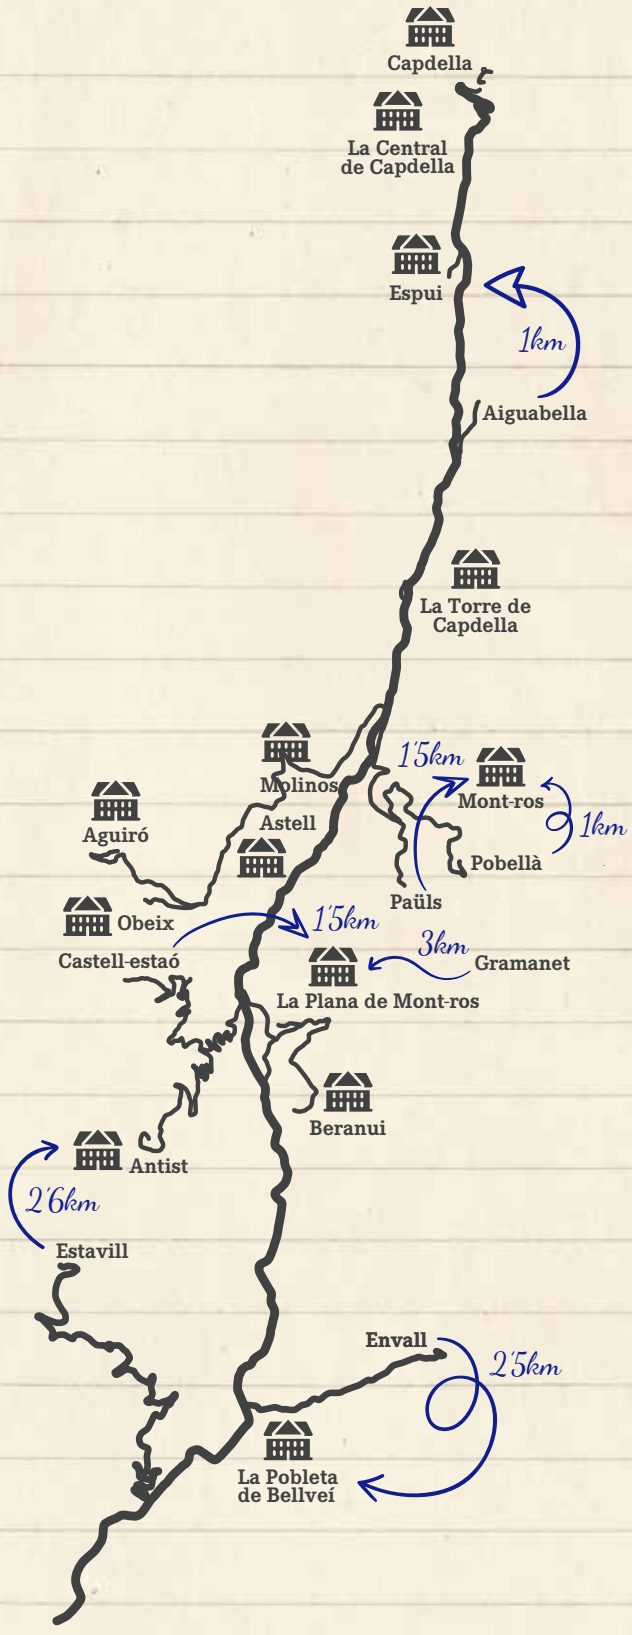 Capdella
La Central
de Capdella
Espui
1km
Aiguabella
La Torre de
Capdella
1'5km
Molinos
Mont-ros
Astell
1km
Aguiró
Pobellà
Paüls
Obeix
1'5km
Castell-estaó
3km
Gramanet
La Plana de Mont-ros
Beranui
Antist
2'6km
Estavill
Envall
2'5km
La Pobleta
de Bellveí